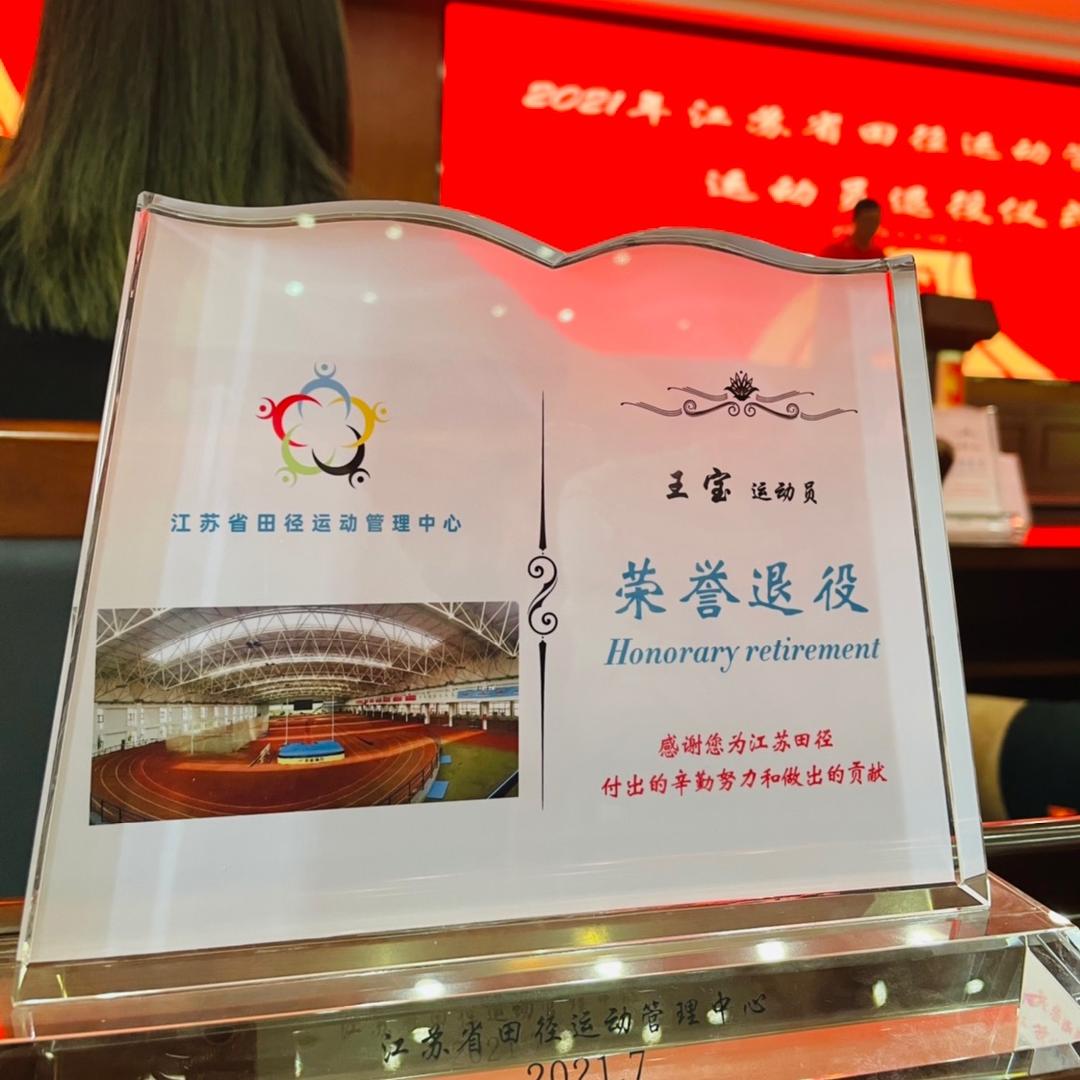 2021年江苏省田径运动
运动员退役仪式
江苏省田径运动管理中心
王宝 运动员
荣誉退役
Honorary retirement
感谢您为江苏田径
付出的辛勤努力和做出的贡献
江苏省田径运动管理中心
2021.7